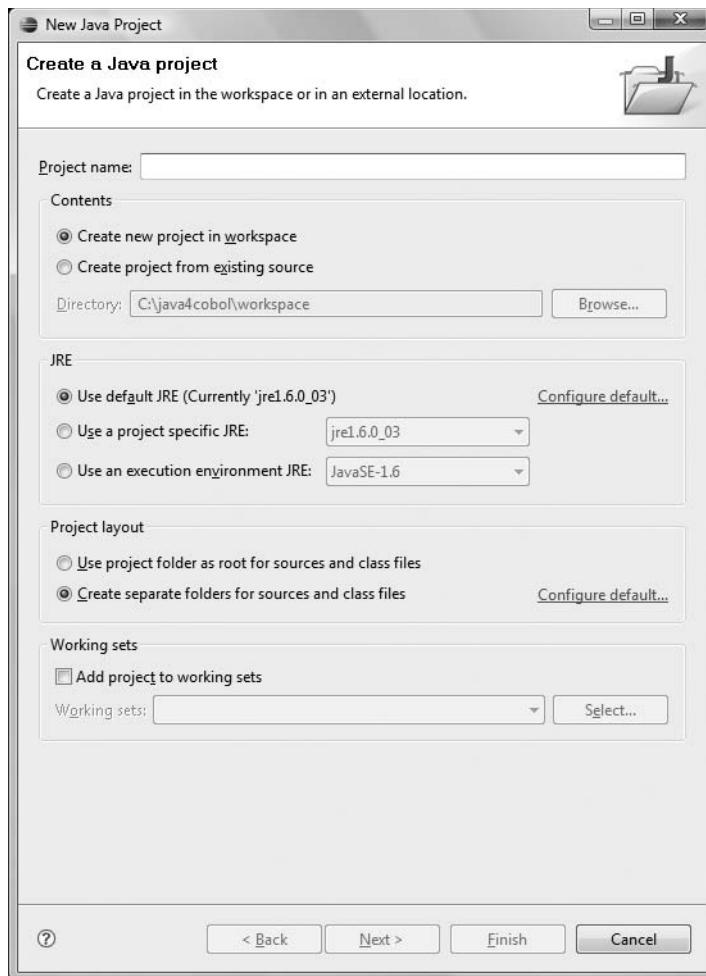 New Java Project
Create a Java project
Create a Java project in the workspace or in an external location.
Project name:
Contents
Create new project in workspace
Create project from existing source
Directory: C:\java4cobol\workspace Browse...
JRE
Use default JRE (Currently 'jre1.6.0_03') Configure default...
Use a project specific JRE: jre1.6.0_03
Use an execution environment JRE: JavaSE-1.6
Project layout
Use project folder as root for sources and class files
Create separate folders for sources and class files Configure default...
Working sets
Add project to working sets
Working sets: Select...
? < Back Next > Finish Cancel